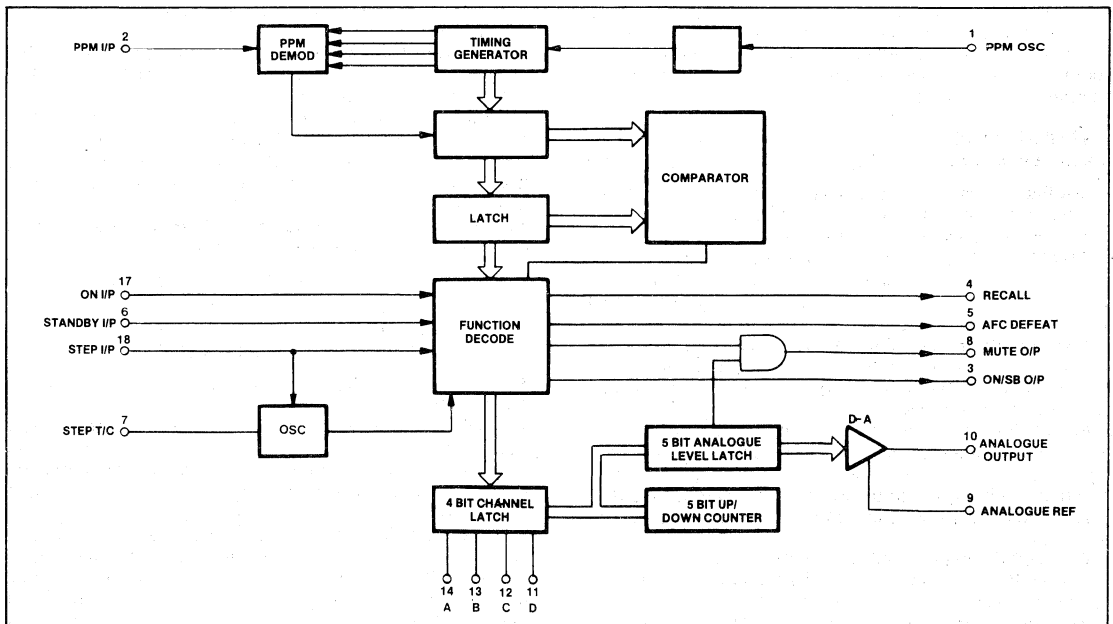 2
PPM I/P
PPM
DEMOD
TIMING
GENERATOR
1
PPM OSC
COMPARATOR
LATCH
17
ON I/P
6
STANDBY I/P
18
STEP I/P
FUNCTION
DECODE
4
RECALL
5
AFC DEFEAT
8
MUTE O/P
3
ON/SB O/P
7
STEP T/C
OSC
D-A
5 BIT ANALOGUE
LEVEL LATCH
10
ANALOGUE
OUTPUT
4 BIT CHANNEL
LATCH
5 BIT UP/
DOWN COUNTER
9
ANALOGUE REF
14 13 12 11
A B C D